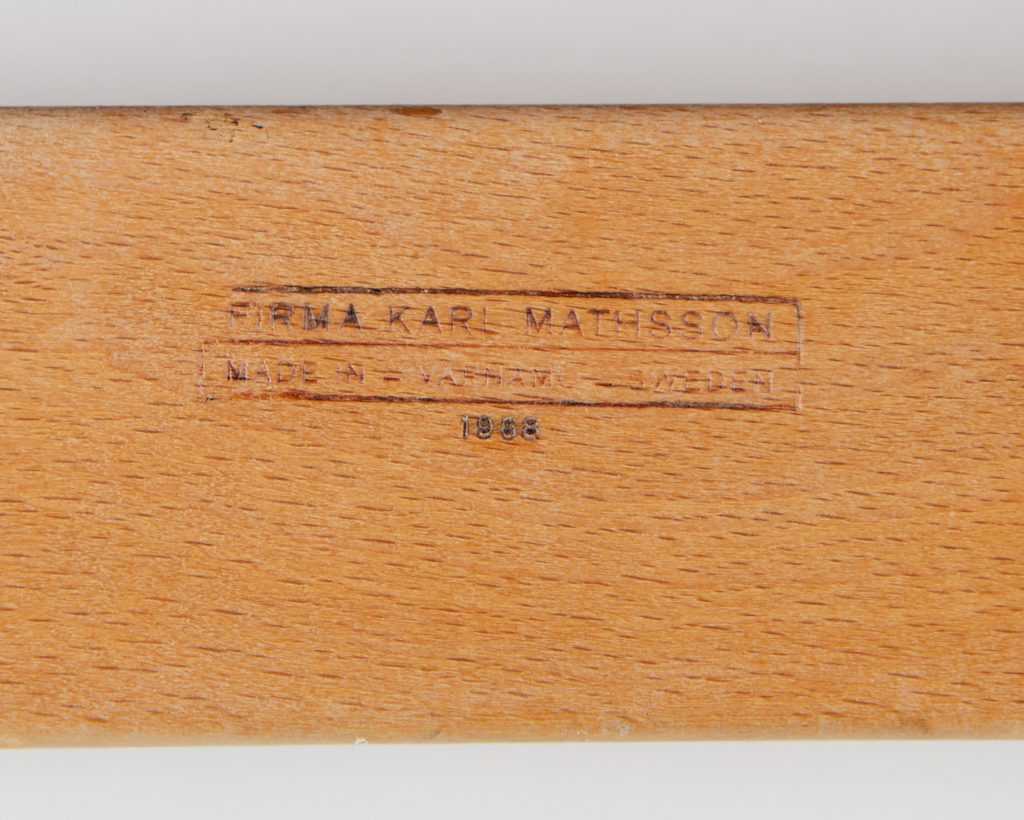 FIRMA KARL MATHSSON
MADE IN – VÄRNAMO – SWEDEN
1968